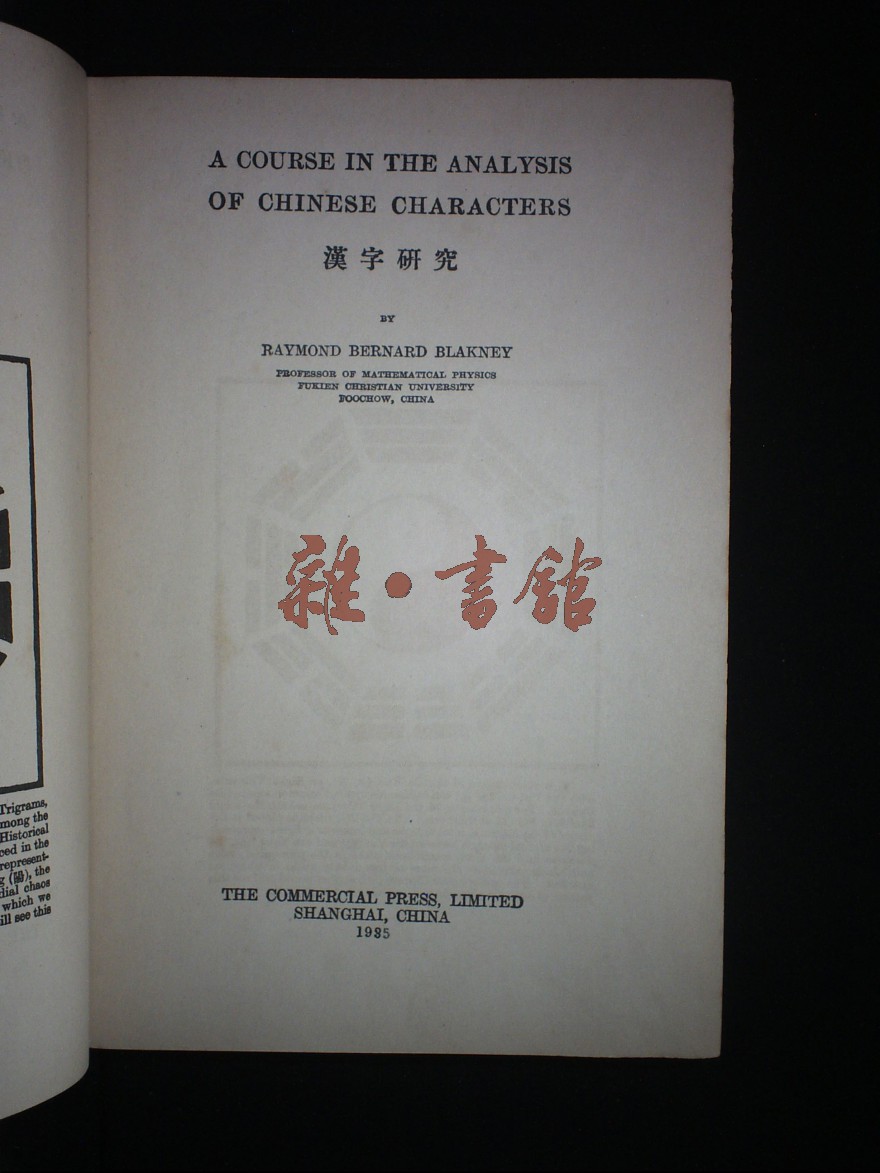 A COURSE IN THE ANALYSIS
OF CHINESE CHARACTERS
漢字研究
BY
RAYMOND BERNARD BLAKNEY
PROFESSOR OF MATHEMATICAL PHYSICS
FUKIEN CHRISTIAN UNIVERSITY
FOOCHOW, CHINA
雜·書館
THE COMMERCIAL PRESS, LIMITED
SHANGHAI, CHINA
1935
Trigrams,
mong the
Historical
ced in the
represent-
(陽), the
dial chaos
which we
ill see this